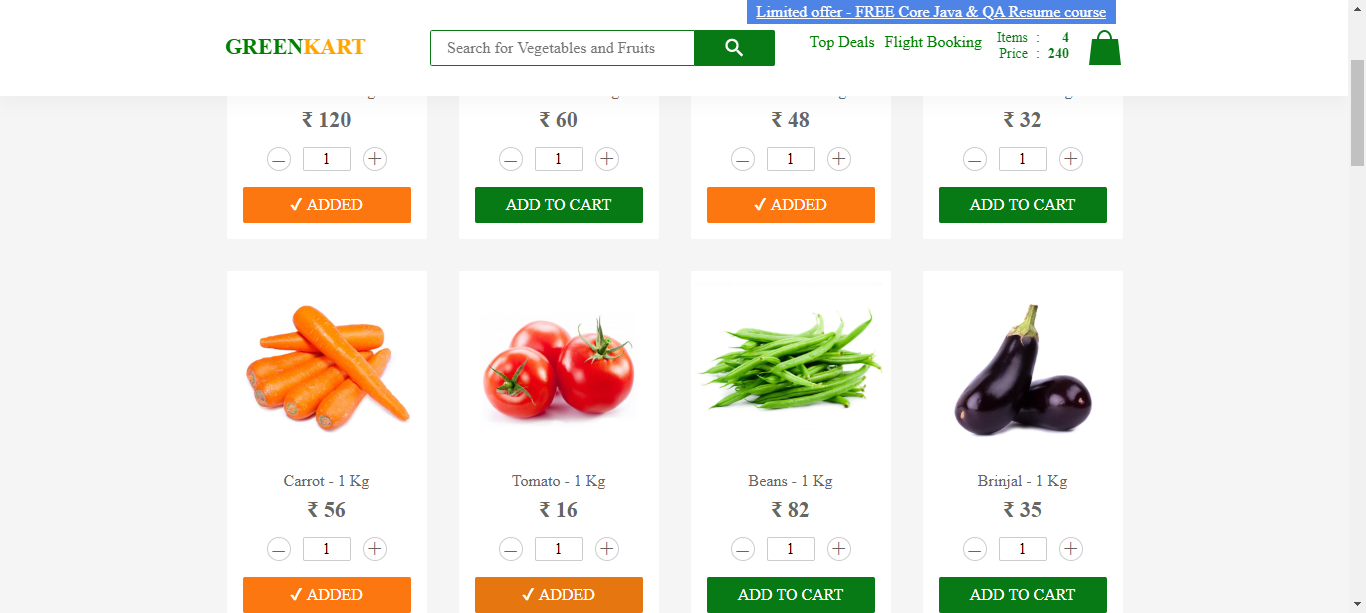 Limited offer - FREE Core Java & QA Resume course
GREENKART
Search for Vegetables and Fruits
Top Deals Flight Booking
Items : 4
Price : 240
₹ 120 ₹ 60 ₹ 48 ₹ 32
– 1 + – 1 + – 1 + – 1 +
✓ ADDED ADD TO CART ✓ ADDED ADD TO CART
Carrot - 1 Kg Tomato - 1 Kg Beans - 1 Kg Brinjal - 1 Kg
₹ 56 ₹ 16 ₹ 82 ₹ 35
– 1 + – 1 + – 1 + – 1 +
✓ ADDED ✓ ADDED ADD TO CART ADD TO CART